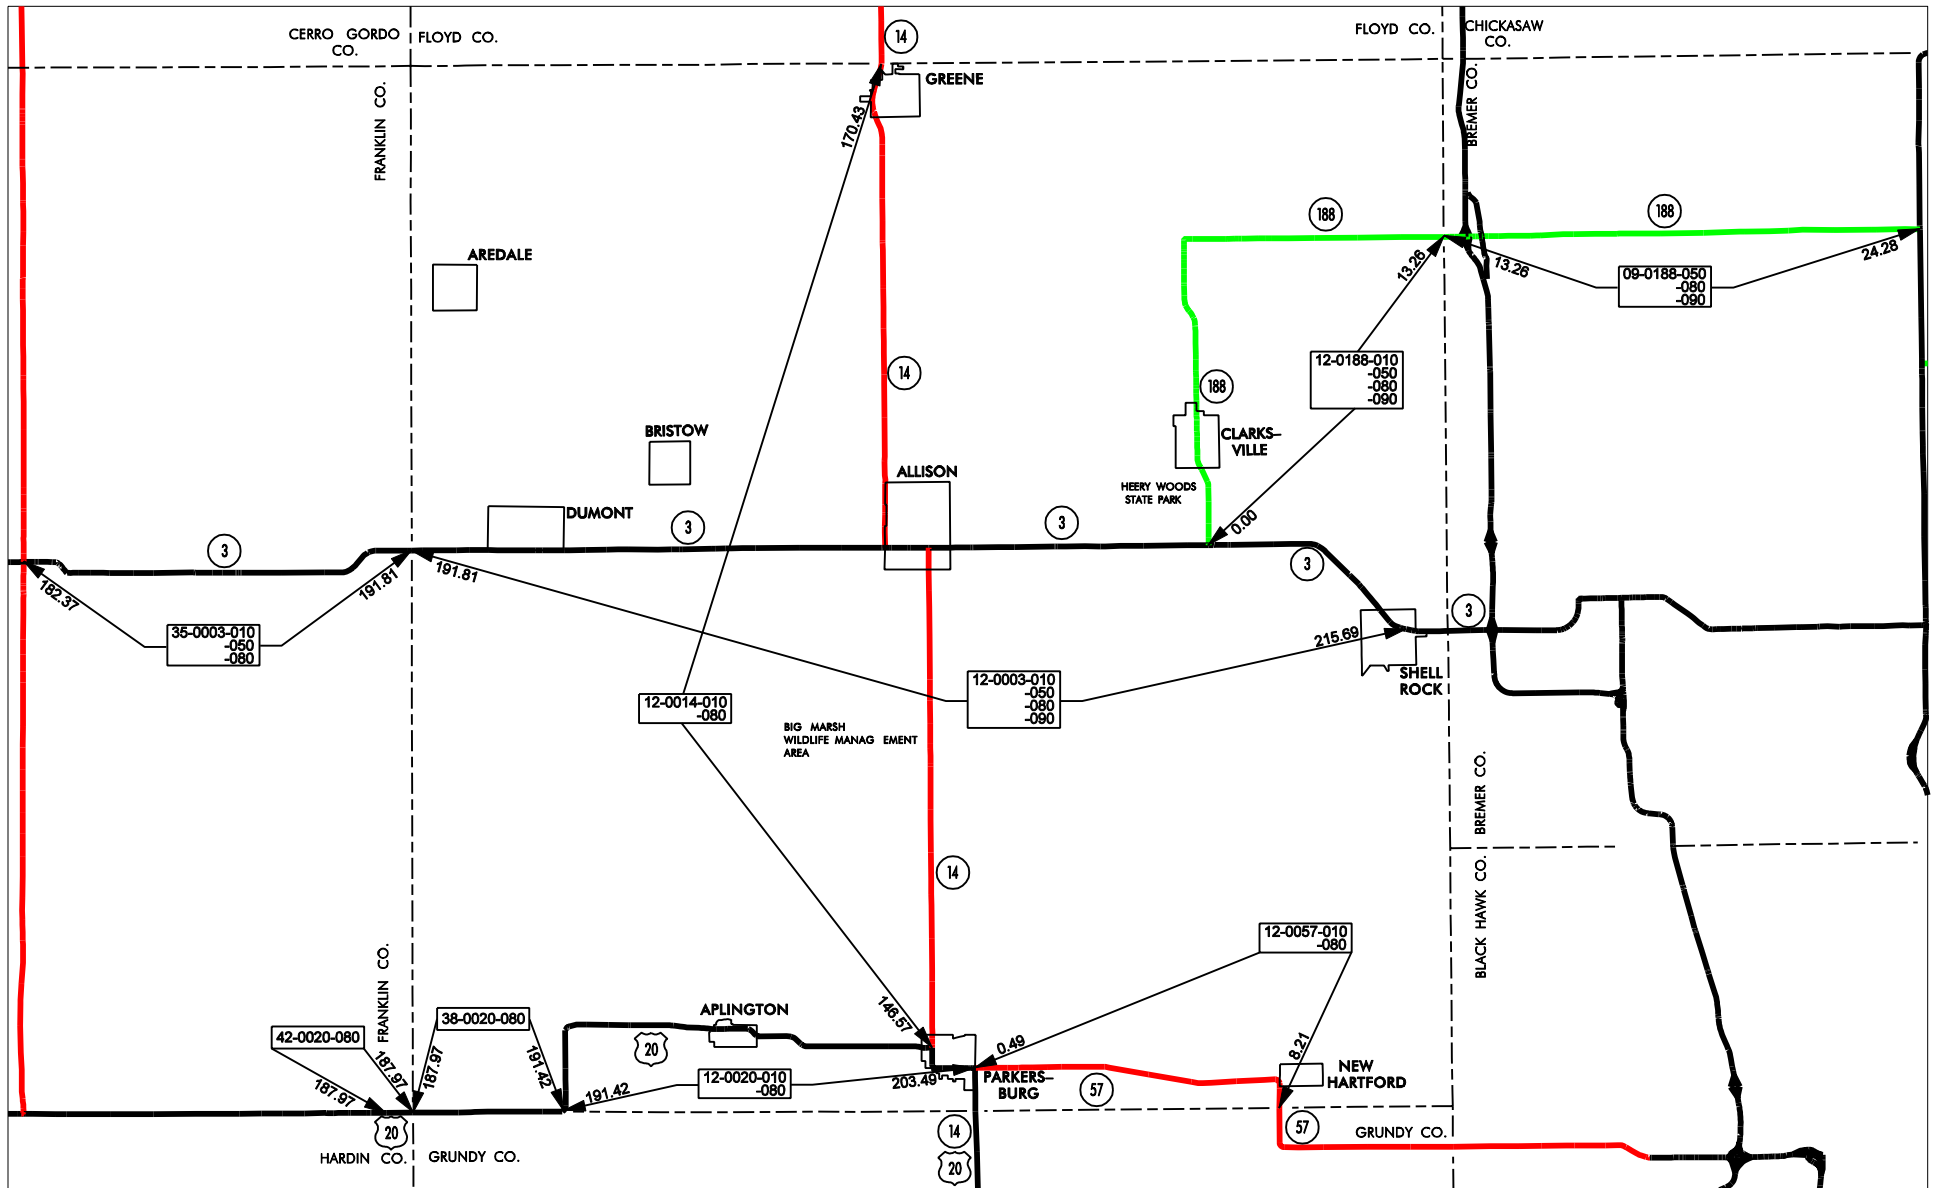 CERRO GORDO
CO.
FLOYD CO.
14
FLOYD CO.
CHICKASAW
CO.
GREENE
FRANKLIN CO.
BREMER CO.
170.43
188
188
AREDALE
13.26
13.26
24.28
09-0188-050
-080
-090
14
188
12-0188-010
-050
-080
-090
BRISTOW
CLARKS-
VILLE
ALLISON
HEERY WOODS
STATE PARK
DUMONT
3
3
3
0.00
3
182.37
191.81
191.81
3
35-0003-010
-050
-080
215.69
12-0003-010
-050
-080
-090
SHELL
ROCK
12-0014-010
-080
BIG MARSH
WILDLIFE MANAG EMENT
AREA
BREMER CO.
14
BLACK HAWK CO.
12-0057-010
-080
FRANKLIN CO.
146.57
APLINGTON
38-0020-080
42-0020-080
187.97
187.97
187.97
191.42
20
0.49
8.21
191.42
12-0020-010
-080
203.49
PARKERS-
BURG
57
NEW
HARTFORD
20
14
57
GRUNDY CO.
HARDIN CO.
GRUNDY CO.
20